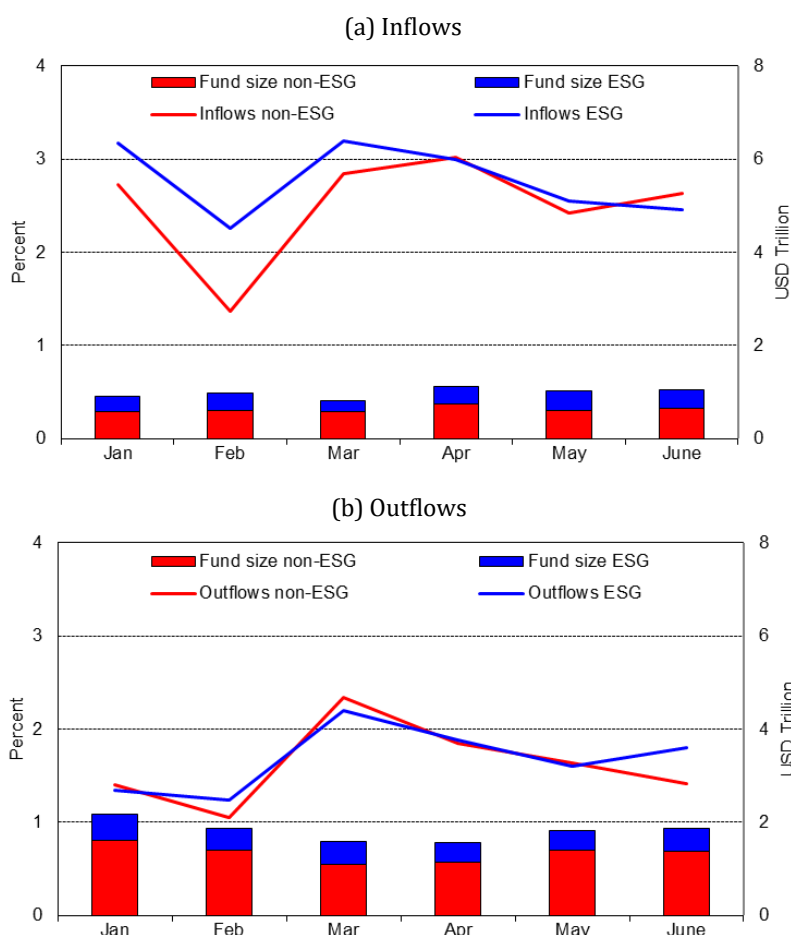 (a) Inflows
4
8
Fund size non-ESG
Fund size ESG
Inflows non-ESG
Inflows ESG
3
6
Percent
USD Trillion
2
4
1
2
0
0
Jan
Feb
Mar
Apr
May
June
(b) Outflows
4
8
Fund size non-ESG
Fund size ESG
Outflows non-ESG
Outflows ESG
3
6
Percent
USD Trillion
2
4
1
2
0
0
Jan
Feb
Mar
Apr
May
June